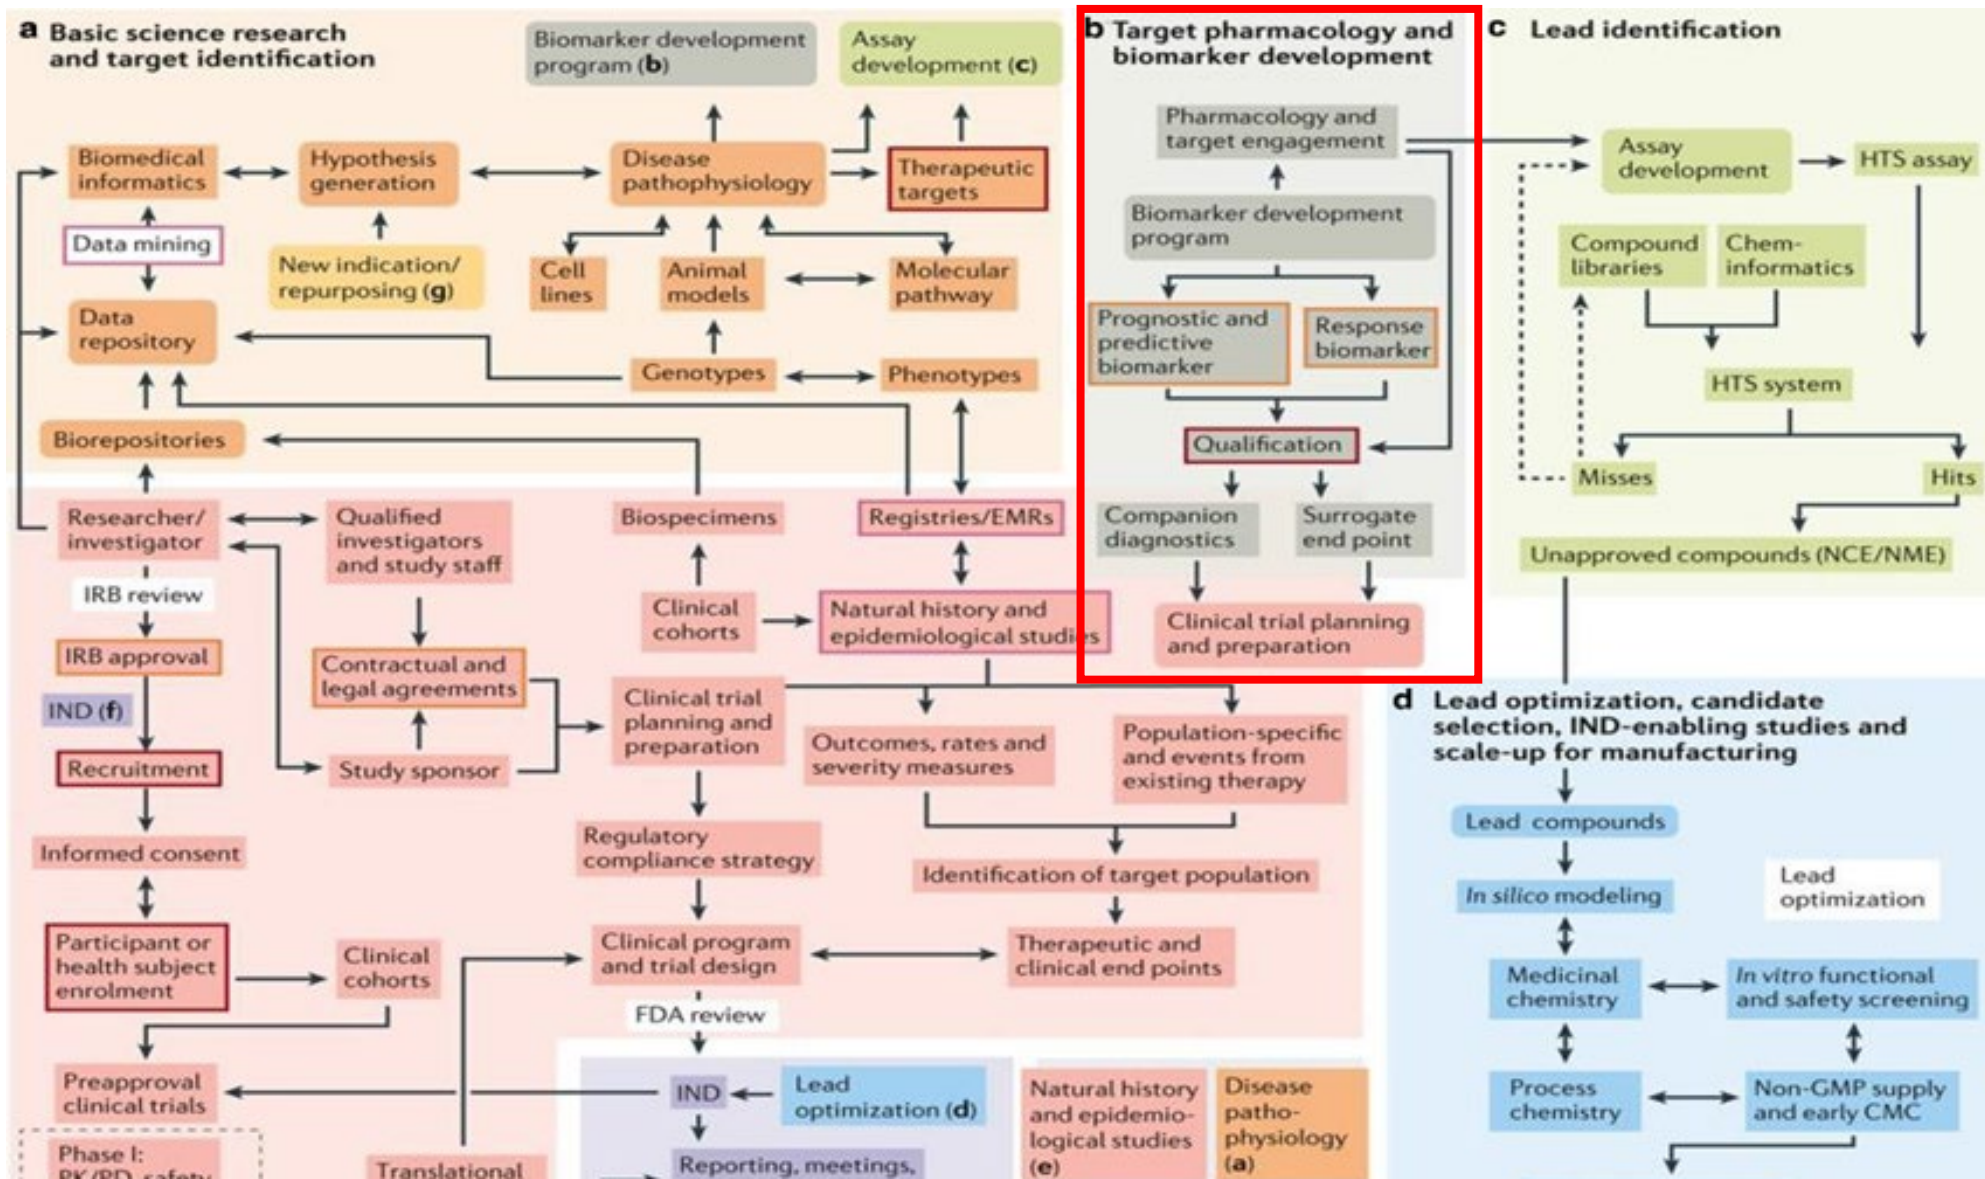 a Basic science research
and target identification
Biomarker development
program (b)
Assay
development (c)
Biomedical
informatics
Hypothesis
generation
Disease
pathophysiology
Therapeutic
targets
Data mining
New indication/
repurposing (g)
Cell
lines
Animal
models
Molecular
pathway
Data
repository
Genotypes
Phenotypes
Biorepositories
b Target pharmacology and
biomarker development
Pharmacology and
target engagement
Biomarker development
program
Prognostic and
predictive
biomarker
Response
biomarker
Qualification
Companion
diagnostics
Surrogate
end point
Clinical trial planning
and preparation
c Lead identification
Assay
development
HTS assay
Compound
libraries
Chem-
informatics
HTS system
Misses
Hits
Unapproved compounds (NCE/NME)
Researcher/
investigator
Qualified
investigators
and study staff
Biospecimens
Registries/EMRs
IRB review
Clinical
cohorts
Natural history and
epidemiological studies
IRB approval
Contractual and
legal agreements
IND (f)
Clinical trial
planning and
preparation
Recruitment
Study sponsor
Outcomes, rates and
severity measures
Population-specific
and events from
existing therapy
Informed consent
Regulatory
compliance strategy
Identification of target population
Participant or
health subject
enrolment
Clinical
cohorts
Clinical program
and trial design
Therapeutic and
clinical end points
FDA review
Preapproval
clinical trials
IND
Lead
optimization (d)
Natural history
and epidemio-
logical studies
(e)
Disease
patho-
physiology
(a)
Phase I:
PK/PD, safety
Translational
Reporting, meetings,
d Lead optimization, candidate
selection, IND-enabling studies and
scale-up for manufacturing
Lead compounds
In silico modeling
Lead
optimization
Medicinal
chemistry
In vitro functional
and safety screening
Process
chemistry
Non-GMP supply
and early CMC